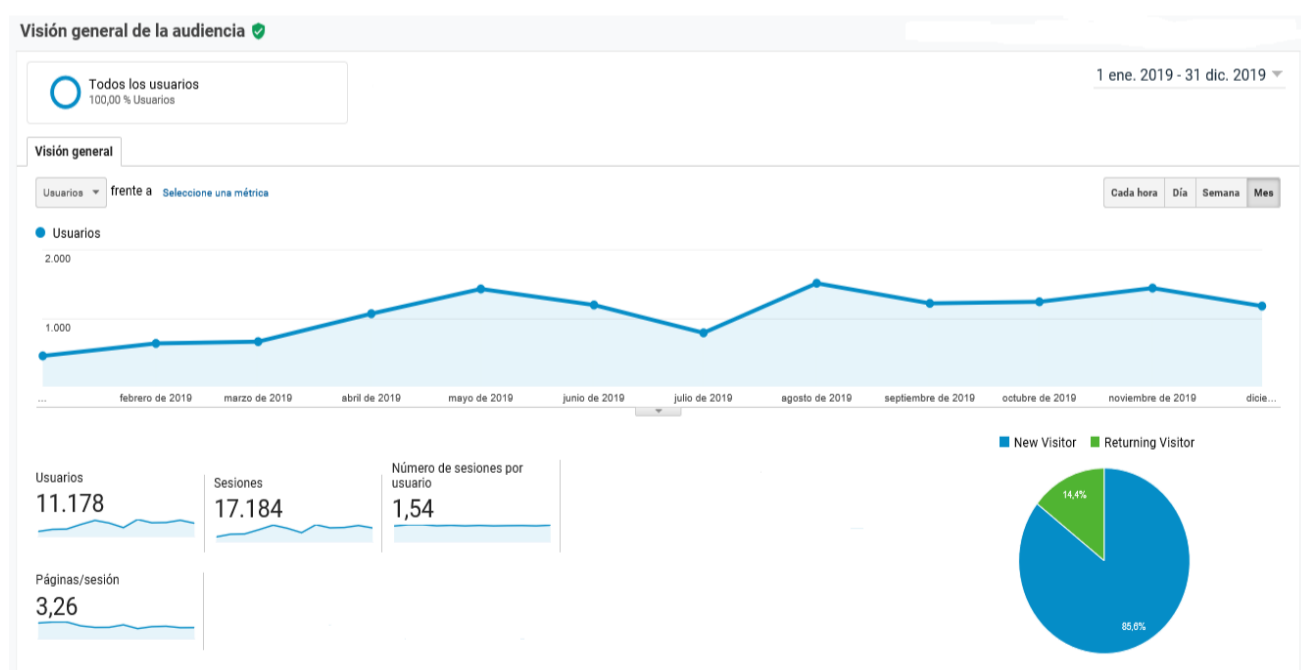 Visión general de la audiencia
Todos los usuarios
100,00 % Usuarios
1 ene. 2019 - 31 dic. 2019
Visión general
Usuarios frente a Seleccione una métrica
Cada hora Día Semana Mes
Usuarios
2.000
1.000
... febrero de 2019 marzo de 2019 abril de 2019 mayo de 2019 junio de 2019 julio de 2019 agosto de 2019 septiembre de 2019 octubre de 2019 noviembre de 2019 dicie...
New Visitor Returning Visitor
Usuarios
11.178
Sesiones
17.184
Número de sesiones por
usuario
1,54
Páginas/sesión
3,26
14,4%
85,6%